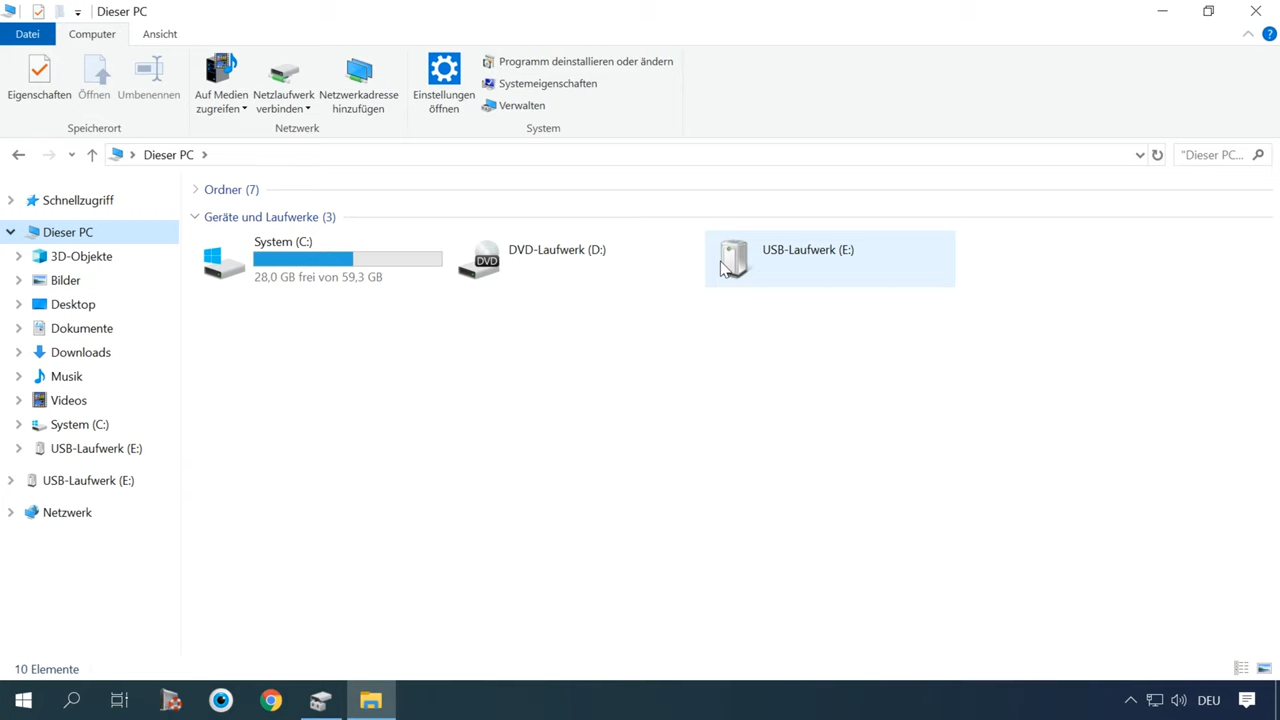 Dieser PC
Datei
Computer
Ansicht
Eigenschaften
Öffnen
Umbenennen
Auf Medien
zugreifen
Netzlaufwerk
verbinden
Netzwerkadresse
hinzufügen
Einstellungen
öffnen
Programm deinstallieren oder ändern
Systemeigenschaften
Verwalten
Speicherort
Netzwerk
System
Dieser PC
"Dieser PC...
Schnellzugriff
Dieser PC
3D-Objekte
Bilder
Desktop
Dokumente
Downloads
Musik
Videos
System (C:)
USB-Laufwerk (E:)
USB-Laufwerk (E:)
Netzwerk
Ordner (7)
Geräte und Laufwerke (3)
System (C:)
28,0 GB frei von 59,3 GB
DVD
DVD-Laufwerk (D:)
USB-Laufwerk (E:)
10 Elemente
DEU